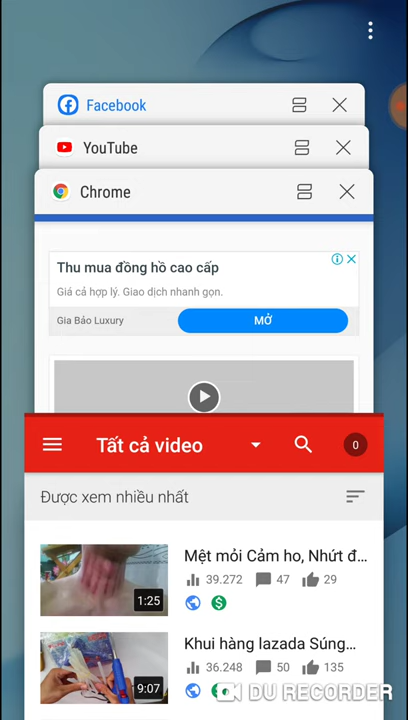 Facebook
YouTube
Chrome
Thu mua đồng hồ cao cấp
Giá cả hợp lý. Giao dịch nhanh gọn.
Gia Bảo Luxury
MỞ
Tất cả video
0
Được xem nhiều nhất
Mệt mỏi Cảm ho, Nhứt đ...
39.272 47 29
1:25
Khui hàng lazada Súng...
36.248 50 135
9:07
DU RECORDER